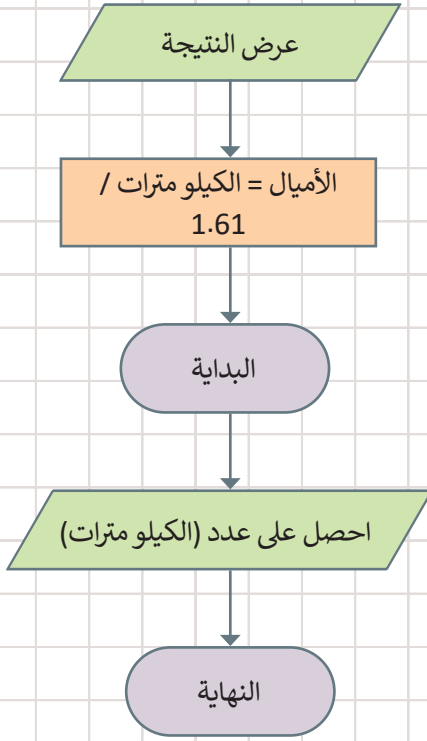 عرض النتيجة
الأميال = الكيلو مترات /
1.61
البداية
احصل على عدد (الكيلو مترات)
النهاية